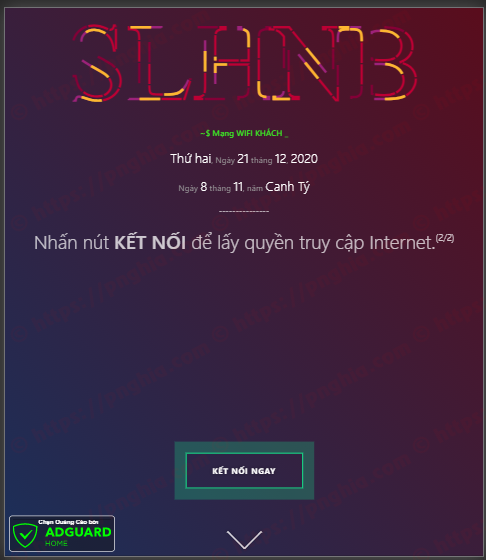 SLHNB
~$ Mạng WIFI KHÁCH _
Thứ hai, Ngày 21 tháng 12, 2020
Ngày 8 tháng 11, năm Canh Tý
---------------
Nhấn nút KẾT NỐI để lấy quyền truy cập Internet.(2/2)
KẾT NỐI NGAY
Chặn Quảng Cáo bởi
ADGUARD
HOME